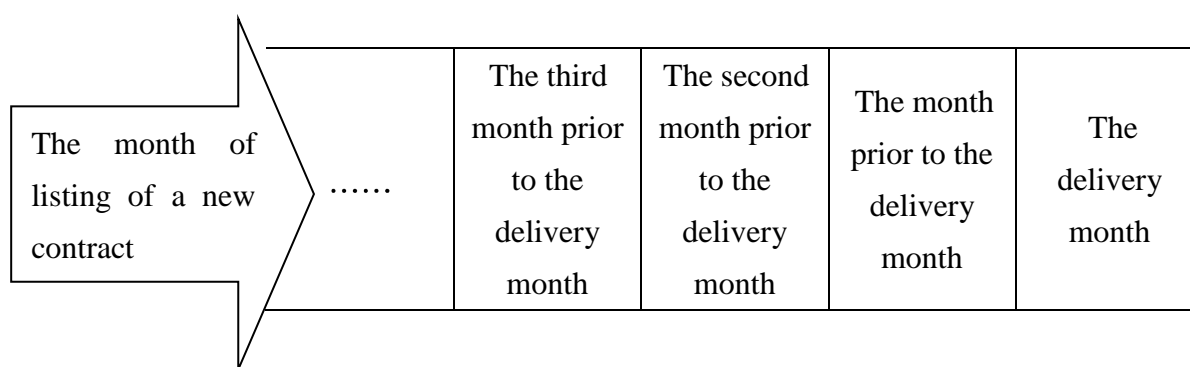 The month of
listing of a new
contract
……
The third
month prior
to the
delivery
month
The second
month prior
to the
delivery
month
The month
prior to the
delivery
month
The
delivery
month